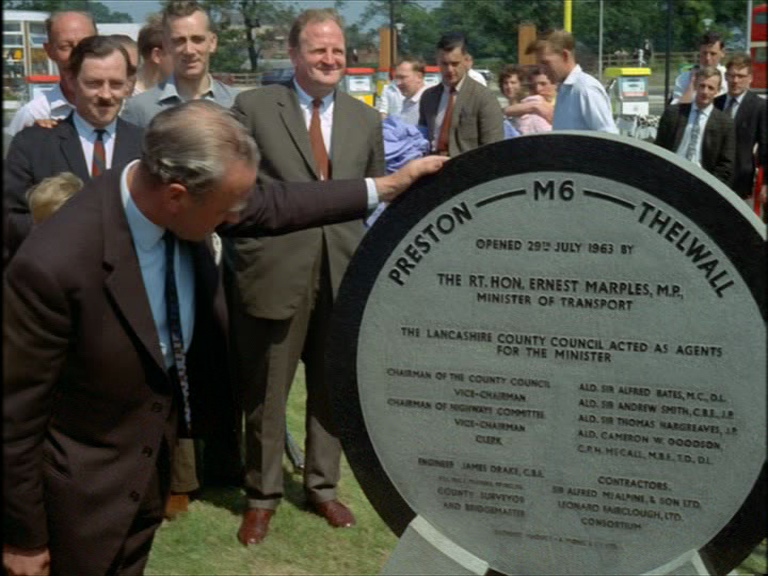 PRESTON — M6 — THELWALL
OPENED 29TH JULY 1963 BY
THE RT. HON. ERNEST MARPLES, M.P.,
MINISTER OF TRANSPORT
THE LANCASHIRE COUNTY COUNCIL ACTED AS AGENTS
FOR THE MINISTER
CHAIRMAN OF THE COUNTY COUNCIL ALD. SIR ALFRED BATES, M.C., D.L.
VICE-CHAIRMAN ALD. SIR ANDREW SMITH, C.B.E., J.P.
CHAIRMAN OF HIGHWAYS COMMITTEE ALD. SIR THOMAS HARGREAVES, J.P.
VICE-CHAIRMAN ALD. CAMERON W. GOODSON,
CLERK C.P.H. McCALL, M.B.E., T.D., D.L.
ENGINEER JAMES DRAKE, C.B.E.
COUNTY SURVEYOR
AND BRIDGEMASTER
CONTRACTORS.
SIR ALFRED McALPINE, & SON LTD.
LEONARD FAIRCLOUGH, LTD.
CONSORTIUM